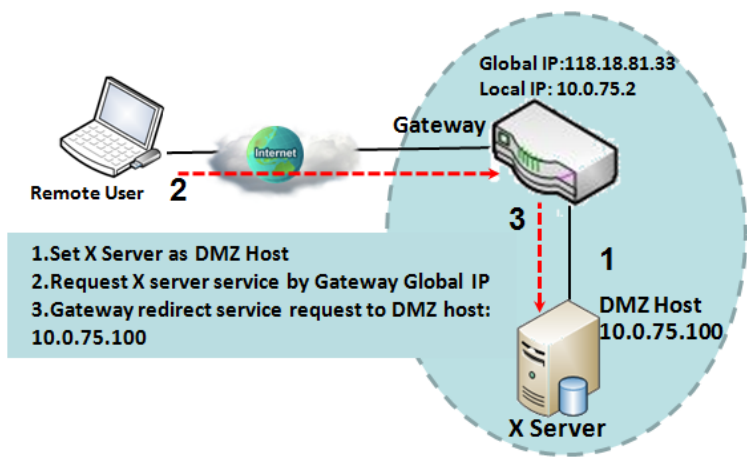 Global IP:118.18.81.33
Local IP: 10.0.75.2
Gateway
Internet
Remote User
2
3
1
1.Set X Server as DMZ Host
2.Request X server service by Gateway Global IP
3.Gateway redirect service request to DMZ host:
10.0.75.100
DMZ Host
10.0.75.100
X Server